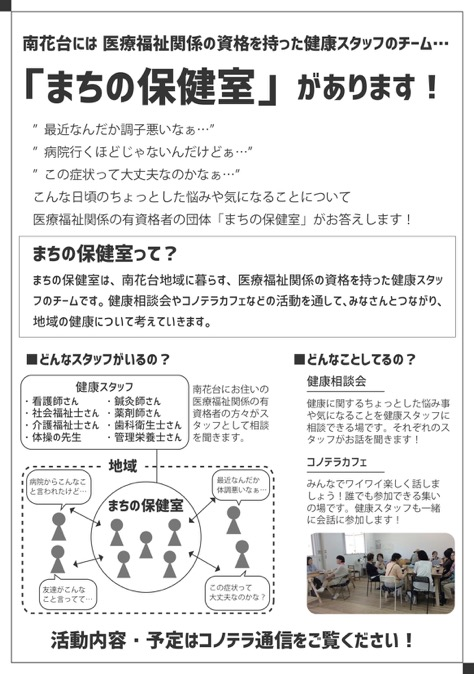 南花台には 医療福祉関係の資格を持った健康スタッフのチーム…
「まちの保健室」があります！
”最近なんだか調子悪いなぁ…”
”病院行くほどじゃないんだけどぁ…”
”この症状って大丈夫なのかなぁ…”
こんな日頃のちょっとした悩みや気になることについて
医療福祉関係の有資格者の団体「まちの保健室」がお答えします！
まちの保健室って？
まちの保健室は、南花台地域に暮らす、医療福祉関係の資格を持った健康スタッ
フのチームです。健康相談会やコノテラカフェなどの活動を通して、みなさんとつながり、
地域の健康について考えていきます。
■どんなスタッフがいるの？
健康スタッフ
・看護師さん ・鍼灸師さん
・社会福祉士さん ・薬剤師さん
・介護福祉士さん ・歯科衛生士さん
・体操の先生 ・管理栄養士さん
南花台にお住いの
医療福祉関係の有
資格者の方々がス
タッフとして相談
を聞きます。
地域
病院からこんなこ
と言われたけど…
最近なんだか
体調悪いなぁ…
まちの保健室
友達がこんな
こと言ってて…
この症状って
大丈夫なのかな？
■どんなことしてるの？
健康相談会
健康に関するちょっとした悩み事
や気になることを健康スタッフに
相談できる場です。それぞれのス
タッフがお話を聞きます！
コノテラカフェ
みんなでワイワイ楽しく話しま
しょう！誰でも参加できる集い
の場です。健康スタッフも一緒
に会話に参加します！
活動内容・予定はコノテラ通信をご覧ください！